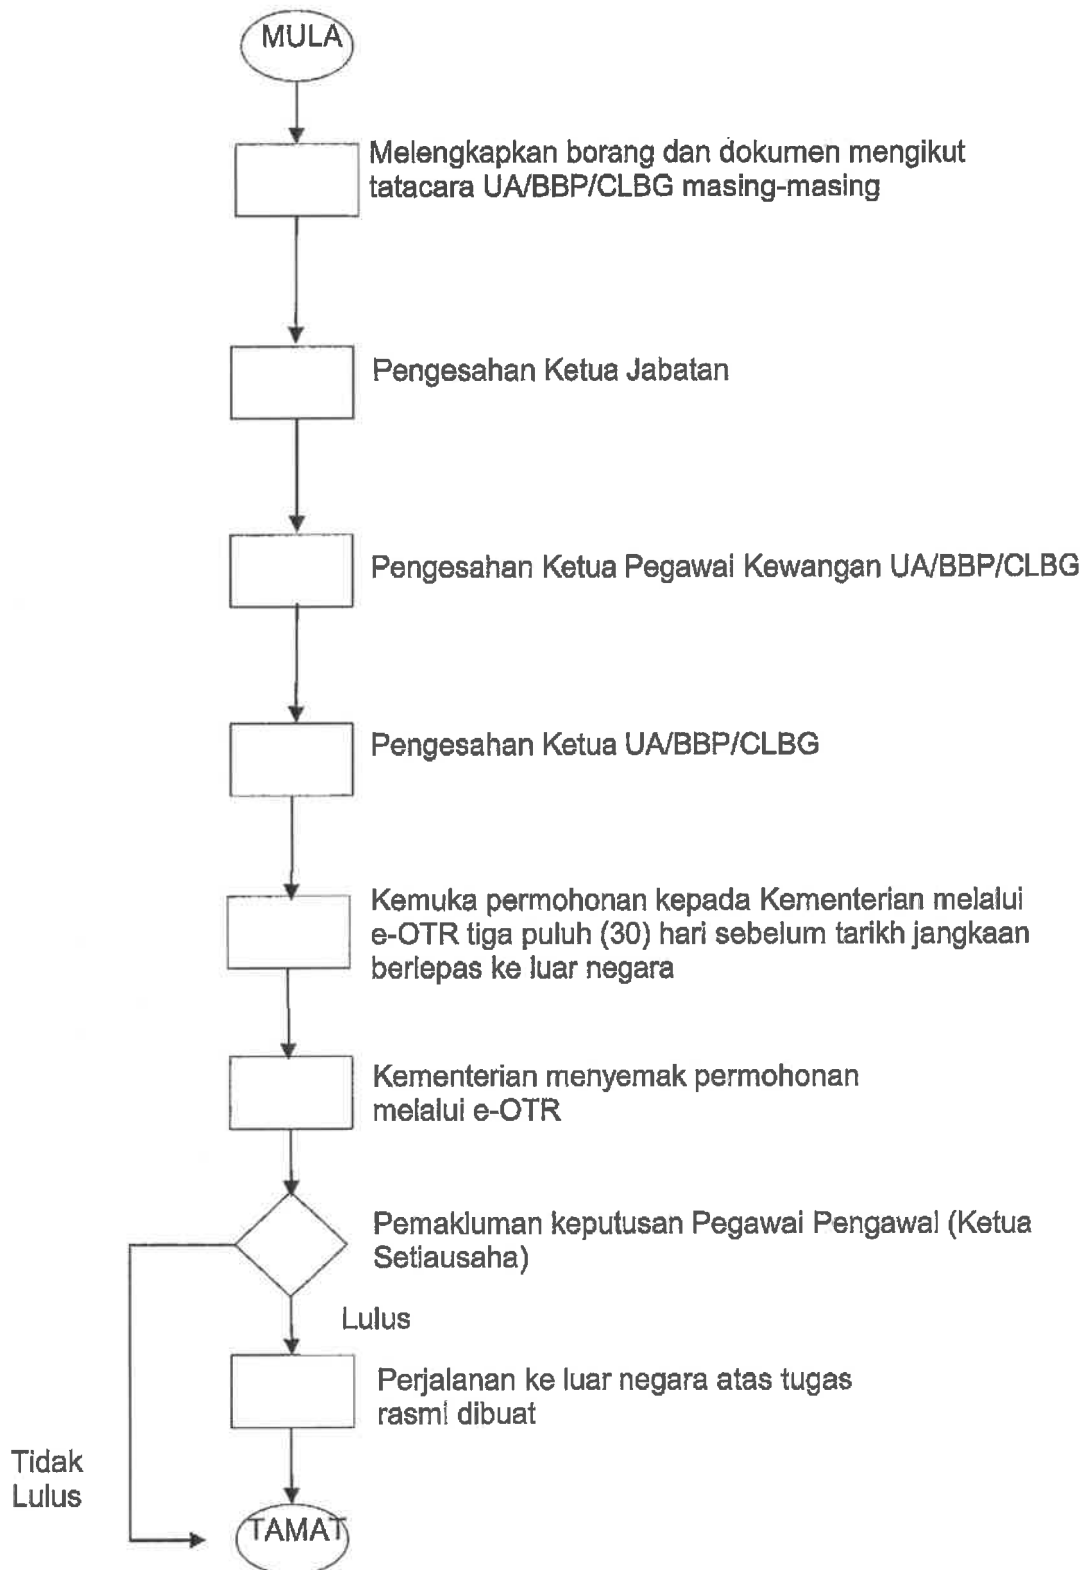 MULA
Melengkapkan borang dan dokumen mengikut
tatacara UA/BBP/CLBG masing-masing
Pengesahan Ketua Jabatan
Pengesahan Ketua Pegawai Kewangan UA/BBP/CLBG
Pengesahan Ketua UA/BBP/CLBG
Kemuka permohonan kepada Kementerian melalui
e-OTR tiga puluh (30) hari sebelum tarikh jangkaan
berlepas ke luar negara
Kementerian menyemak permohonan
melalui e-OTR
Pemakluman keputusan Pegawai Pengawal (Ketua
Setiausaha)
Lulus
Perjalanan ke luar negara atas tugas
rasmi dibuat
Tidak
Lulus
TAMAT